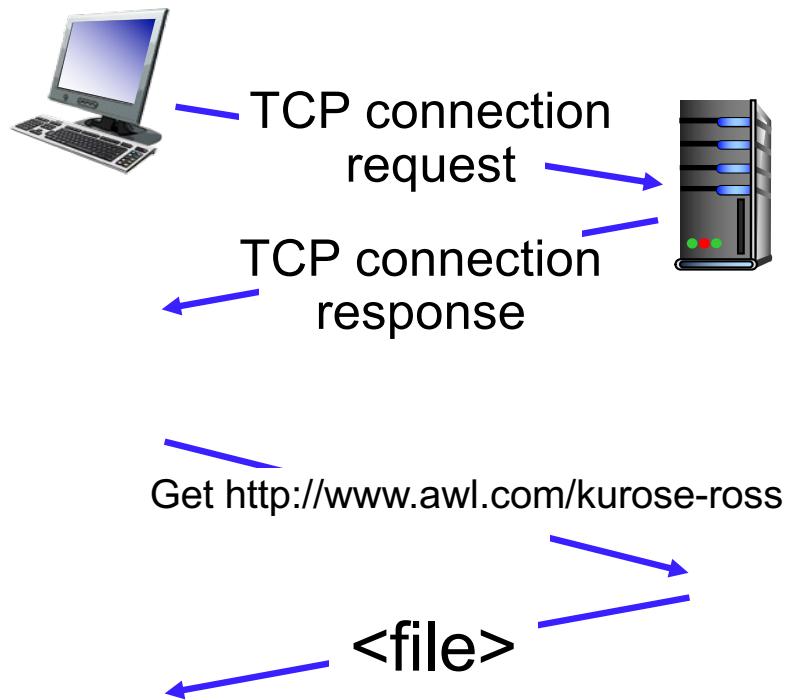 TCP connection
request
TCP connection
response
Get http://www.awl.com/kurose-ross
<file>